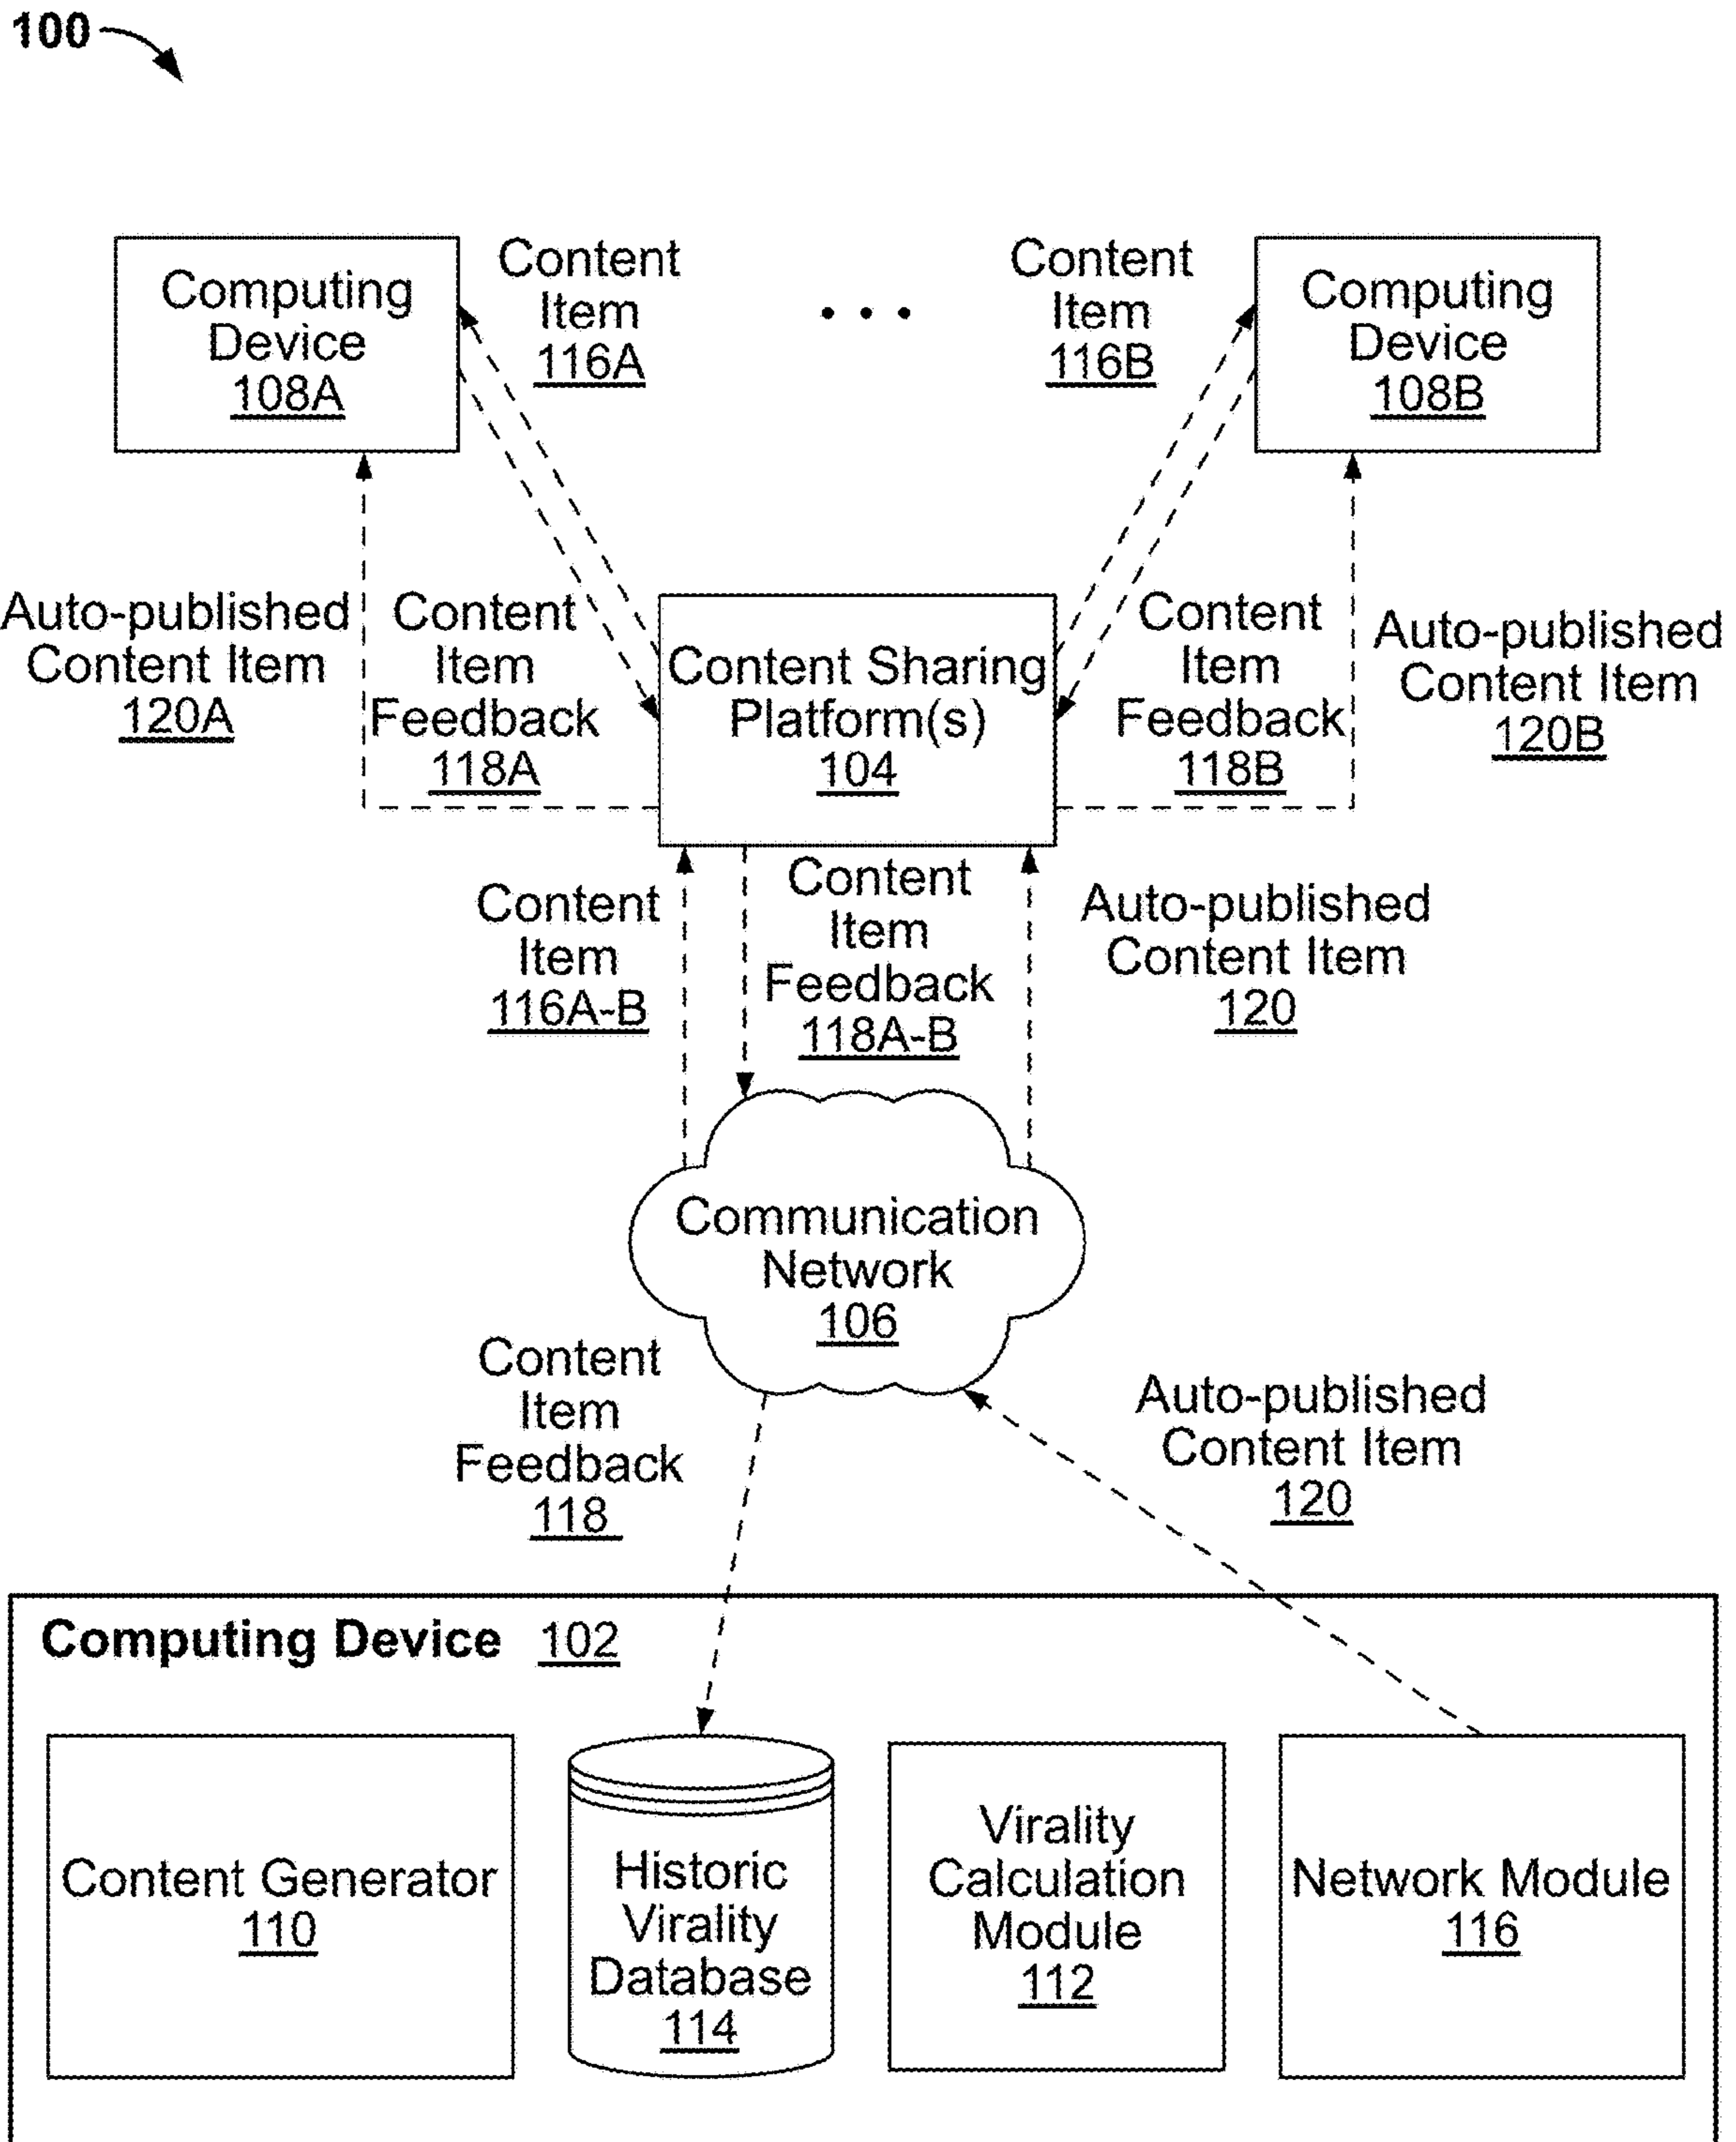 100
Computing
Device
108A
Content
Item
116A
Content
Item
116B
Computing
Device
108B
Auto-published
Content Item
120A
Content
Item
Feedback
118A
Content Sharing
Platform(s)
104
Content
Item
Feedback
118B
Auto-published
Content Item
120B
Content
Item
116A-B
Content
Item
Feedback
118A-B
Auto-published
Content Item
120
Communication
Network
106
Content
Item
Feedback
118
Auto-published
Content Item
120
Computing Device 102
Content Generator
110
Historic
Virality
Database
114
Virality
Calculation
Module
112
Network Module
116